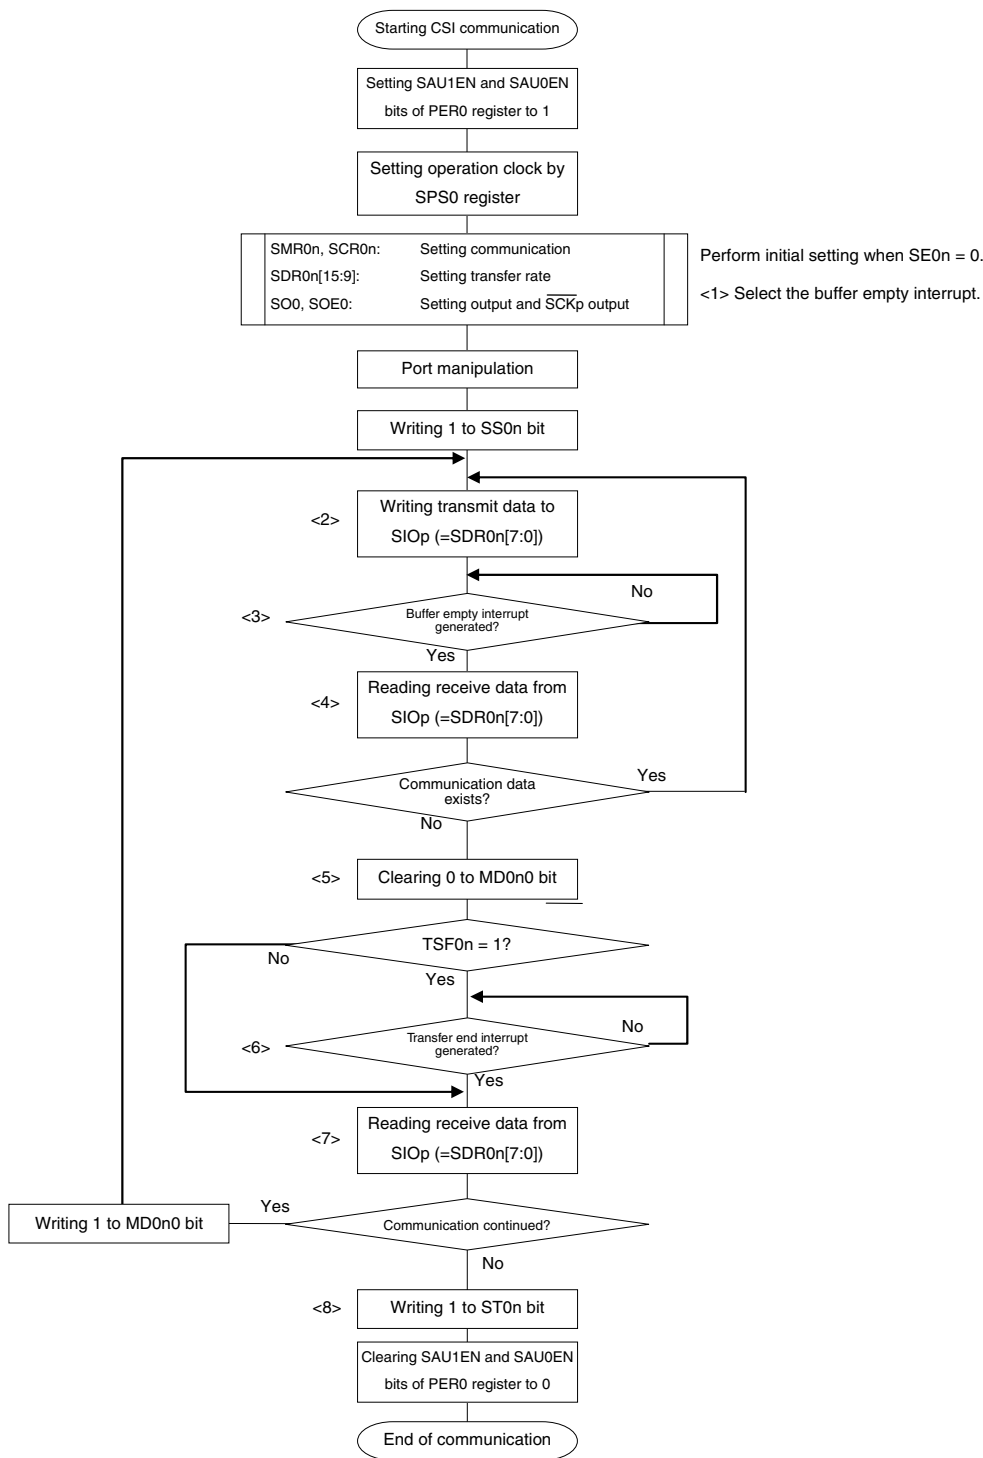 Starting CSI communication
Setting SAU1EN and SAU0EN
bits of PER0 register to 1
Setting operation clock by
SPS0 register
SMR0n, SCR0n: Setting communication
SDR0n[15:9]: Setting transfer rate
SO0, SOE0: Setting output and S̅C̅K̅p output
Perform initial setting when SE0n = 0.
<1> Select the buffer empty interrupt.
Port manipulation
Writing 1 to SS0n bit
<2>
Writing transmit data to
SIOp (=SDR0n[7:0])
No
<3>
Buffer empty interrupt
generated?
Yes
<4>
Reading receive data from
SIOp (=SDR0n[7:0])
Communication data
exists?
Yes
No
<5>
Clearing 0 to MD0n0 bit
TSF0n = 1?
No
Yes
<6>
Transfer end interrupt
generated?
No
Yes
<7>
Reading receive data from
SIOp (=SDR0n[7:0])
Writing 1 to MD0n0 bit
Yes
Communication continued?
No
<8>
Writing 1 to ST0n bit
Clearing SAU1EN and SAU0EN
bits of PER0 register to 0
End of communication